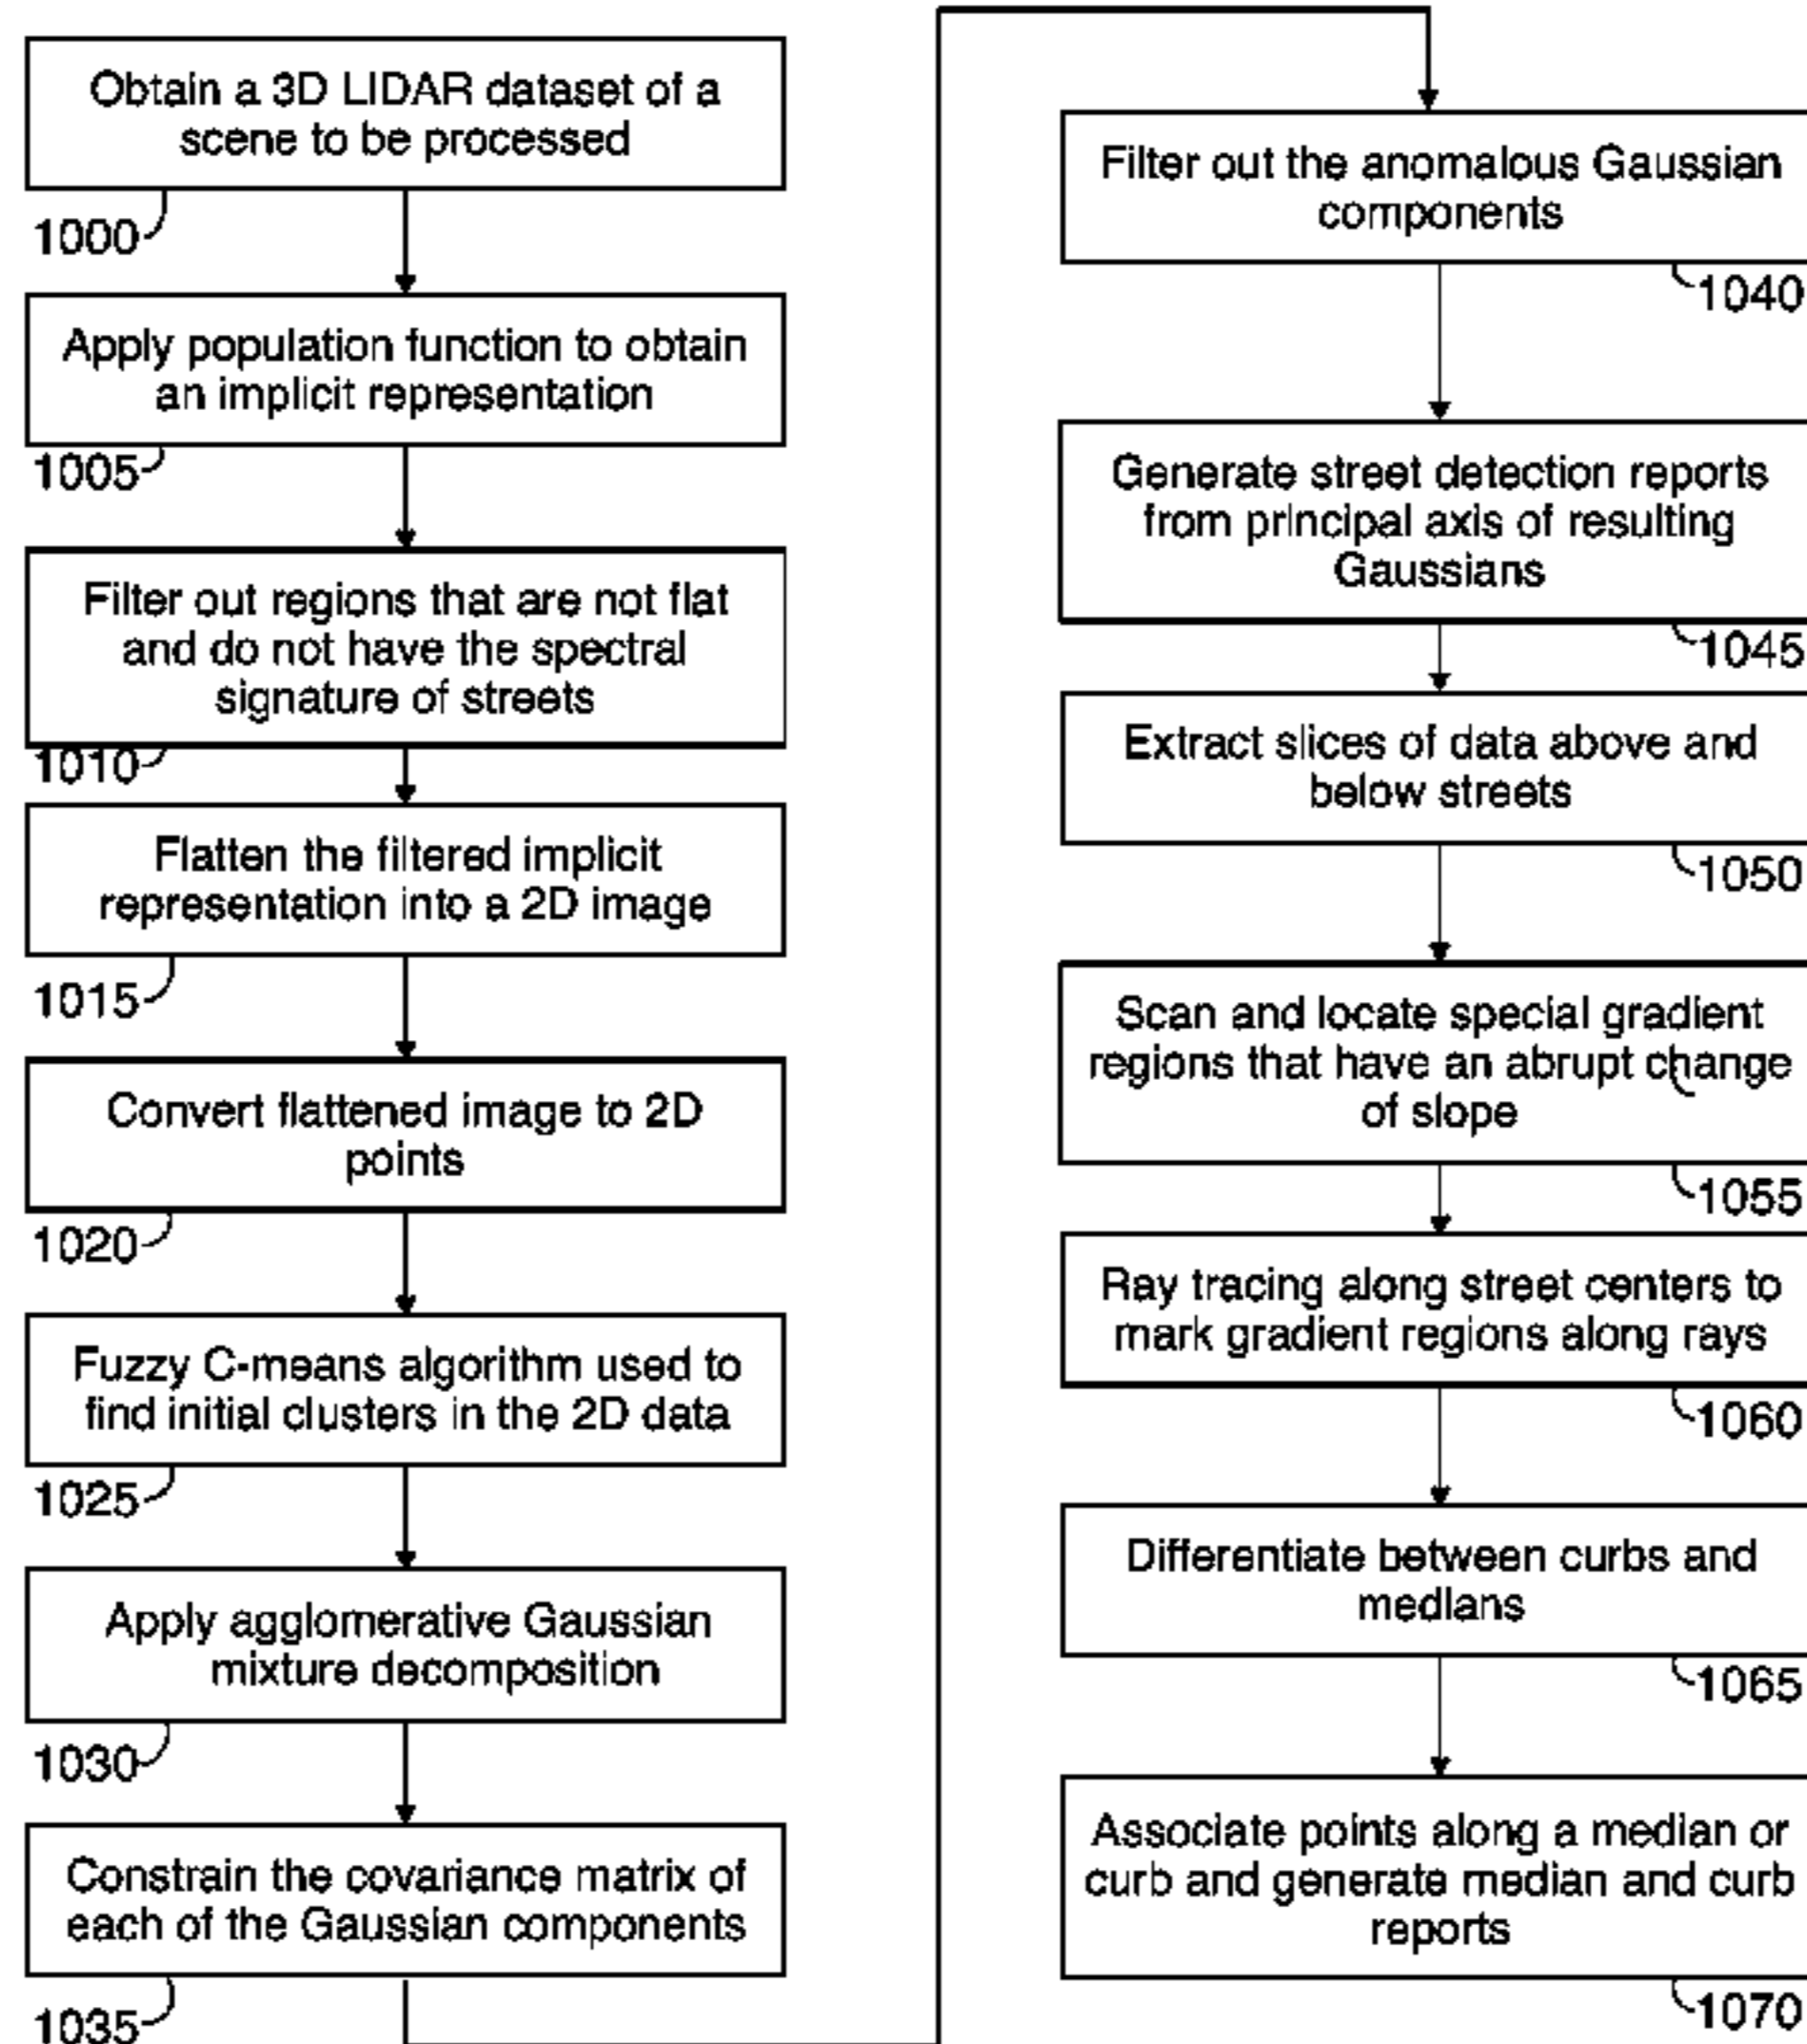 Obtain a 3D LIDAR dataset of a
scene to be processed
1000
Apply population function to obtain
an implicit representation
1005
Filter out regions that are not flat
and do not have the spectral
signature of streets
1010
Flatten the filtered implicit
representation into a 2D image
1015
Convert flattened image to 2D
points
1020
Fuzzy C-means algorithm used to
find initial clusters in the 2D data
1025
Apply agglomerative Gaussian
mixture decomposition
1030
Constrain the covariance matrix of
each of the Gaussian components
1035
Filter out the anomalous Gaussian
components
1040
Generate street detection reports
from principal axis of resulting
Gaussians
1045
Extract slices of data above and
below streets
1050
Scan and locate special gradient
regions that have an abrupt change
of slope
1055
Ray tracing along street centers to
mark gradient regions along rays
1060
Differentiate between curbs and
medians
1065
Associate points along a median or
curb and generate median and curb
reports
1070